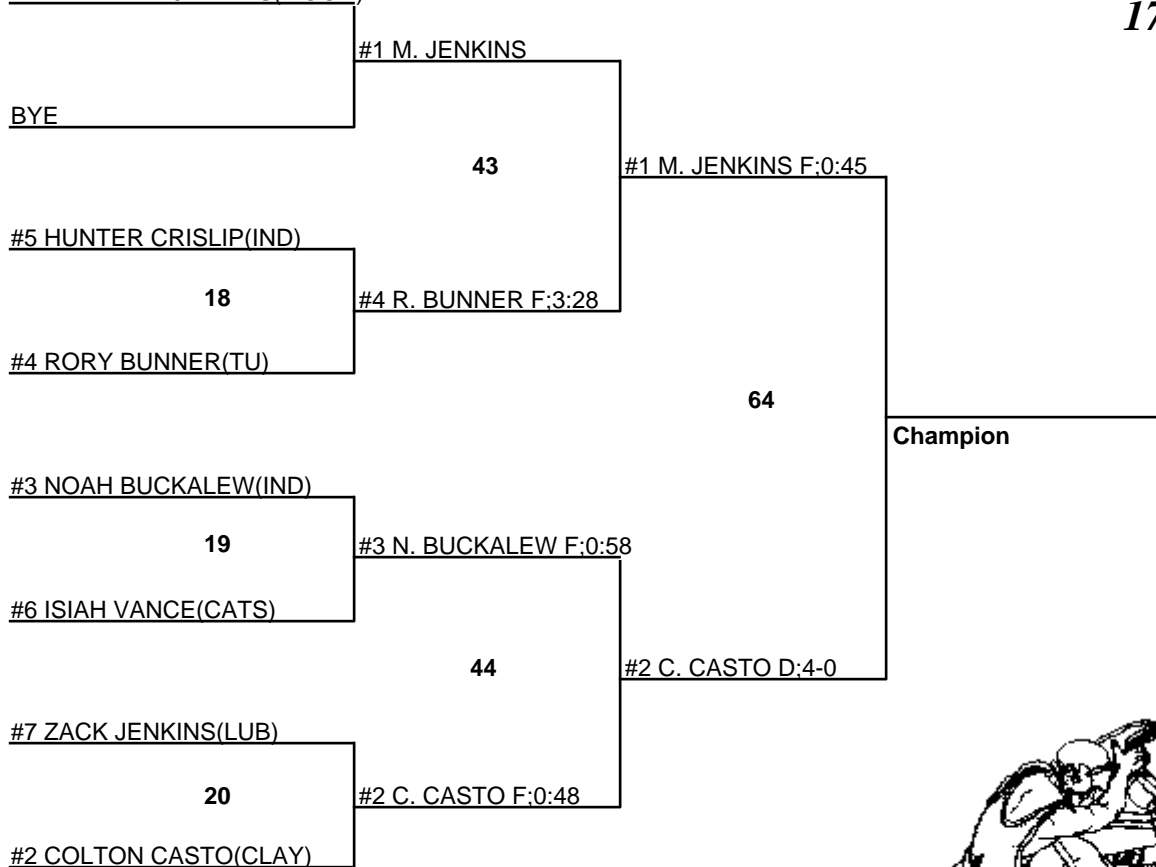 17
#1 M. JENKINS
BYE
43
#1 M. JENKINS F;0:45
#5 HUNTER CRISLIP(IND)
18
#4 R. BUNNER F;3:28
#4 RORY BUNNER(TU)
64
Champion
#3 NOAH BUCKALEW(IND)
19
#3 N. BUCKALEW F;0:58
#6 ISIAH VANCE(CATS)
44
#2 C. CASTO D;4-0
#7 ZACK JENKINS(LUB)
20
#2 C. CASTO F;0:48
#2 COLTON CASTO(CLAY)